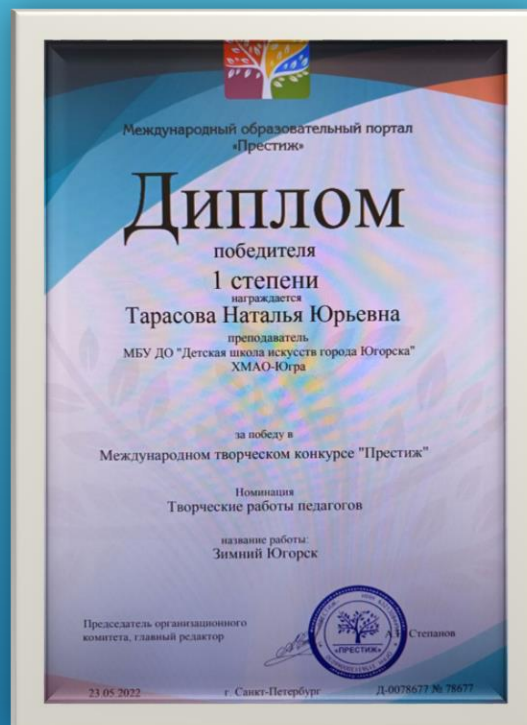 Международный образовательный портал
«Престиж»
Диплом
победителя
1 степени
награждается
Тарасова Наталья Юрьевна
преподаватель
МБУ ДО "Детская школа искусств города Югорска"
ХМАО-Югра
за победу в
Международном творческом конкурсе "Престиж"
Номинация
Творческие работы педагогов
название работы:
Зимний Югорск
Председатель организационного
комитета, главный редактор
Степанов
«ПРЕСТИЖ»
23.05.2022 г. Санкт-Петербург Д-0078677 № 78677